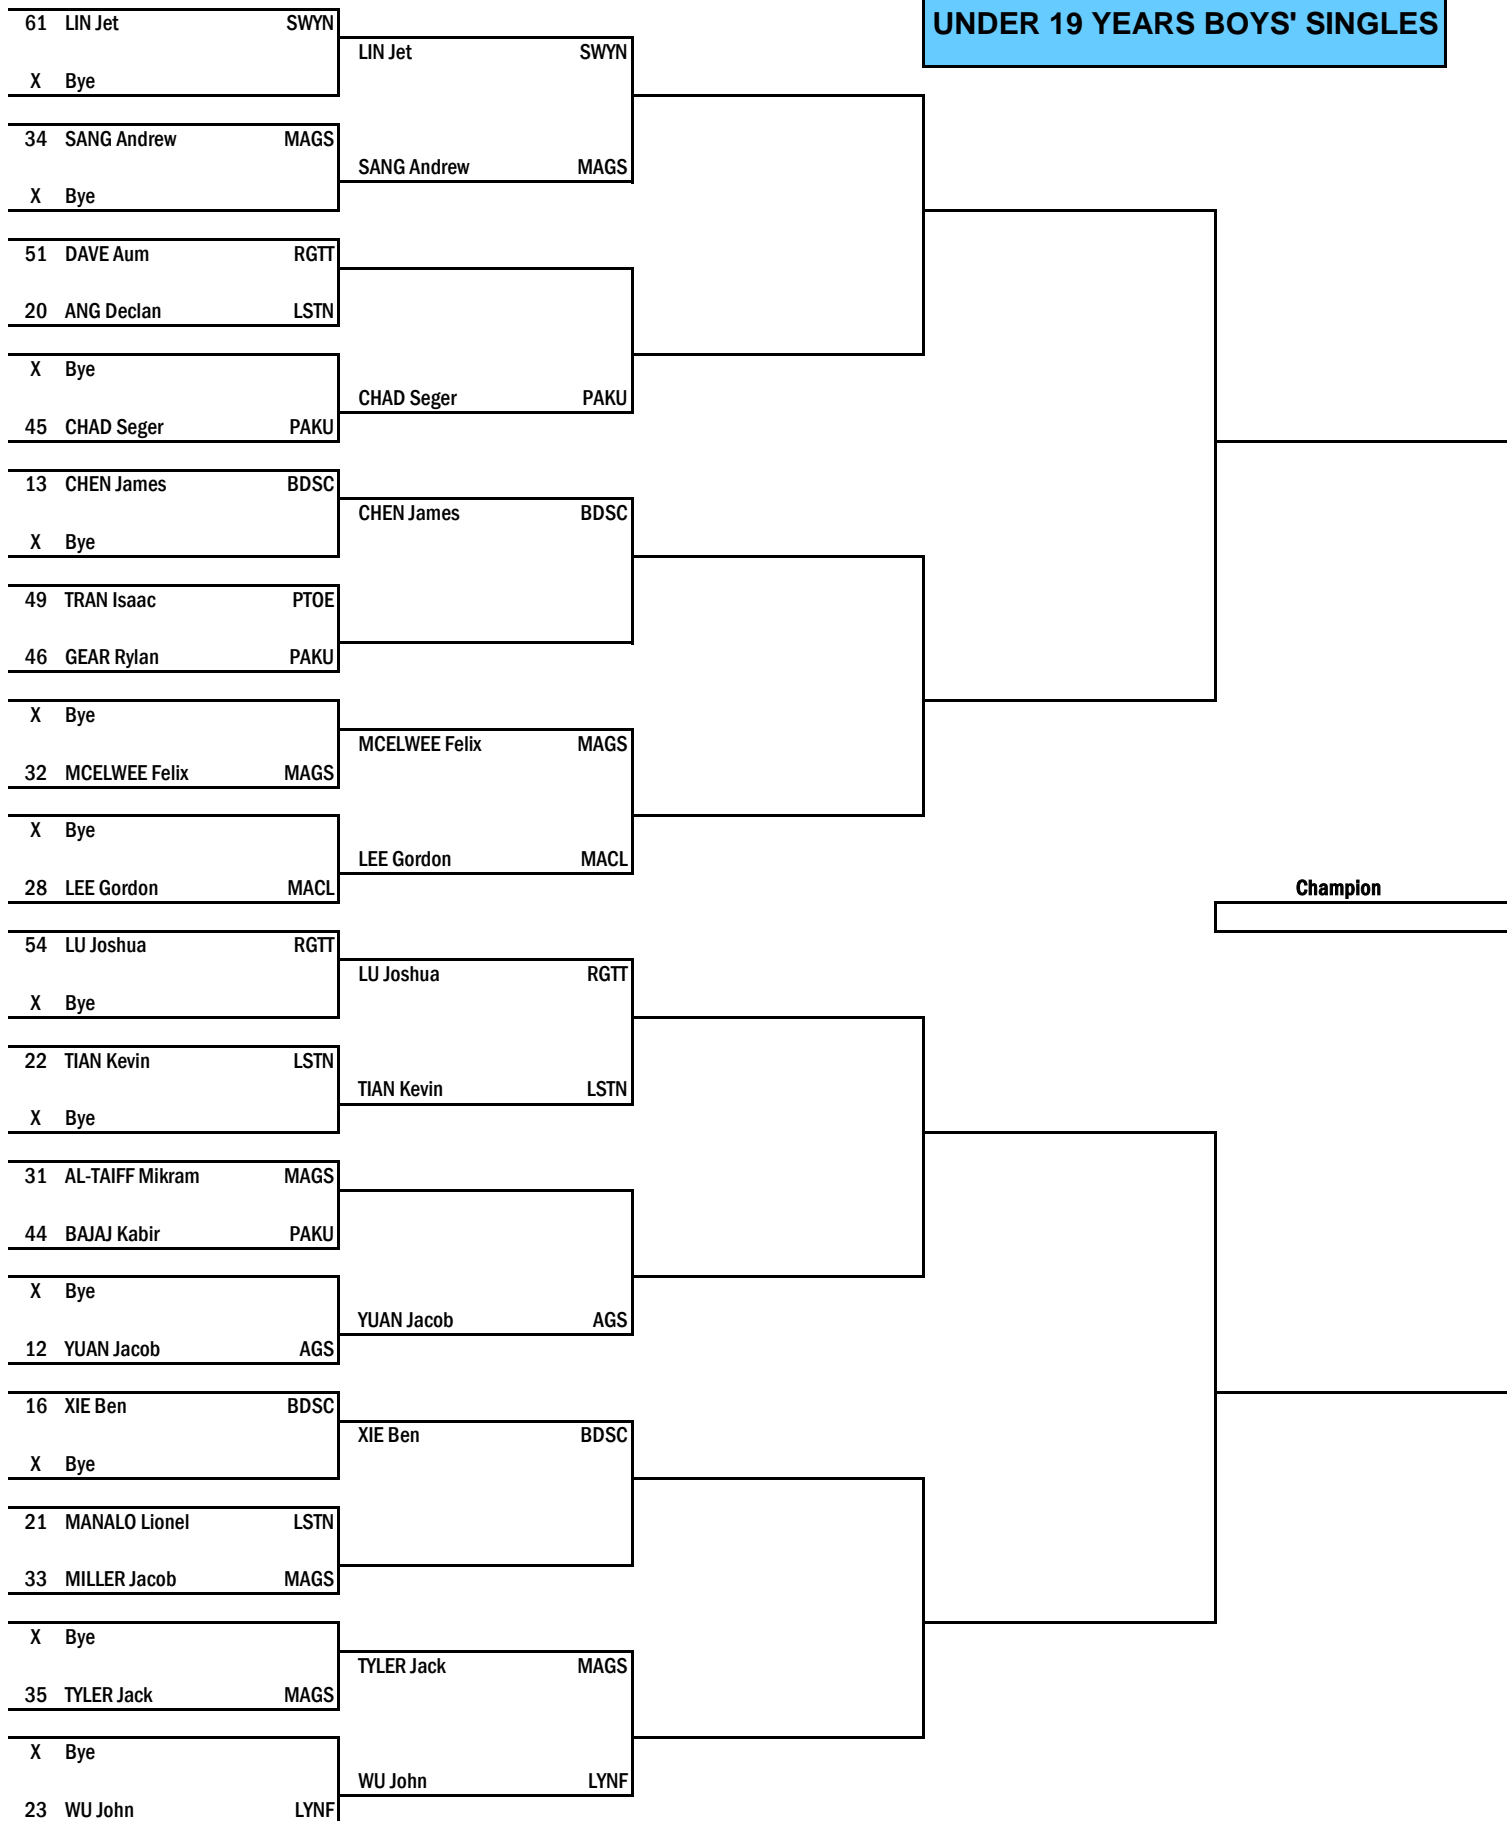 UNDER 19 YEARS BOYS' SINGLES
61 LIN Jet SWYN
LIN Jet SWYN
X Bye
34 SANG Andrew MAGS
SANG Andrew MAGS
X Bye
51 DAVE Aum RGTT
20 ANG Declan LSTN
X Bye
CHAD Seger PAKU
45 CHAD Seger PAKU
13 CHEN James BDSC
CHEN James BDSC
X Bye
49 TRAN Isaac PTOE
46 GEAR Rylan PAKU
X Bye
MCELWEE Felix MAGS
32 MCELWEE Felix MAGS
X Bye
LEE Gordon MACL
28 LEE Gordon MACL
Champion
54 LU Joshua RGTT
LU Joshua RGTT
X Bye
22 TIAN Kevin LSTN
TIAN Kevin LSTN
X Bye
31 AL-TAIFF Mikram MAGS
44 BAJAJ Kabir PAKU
X Bye
YUAN Jacob AGS
12 YUAN Jacob AGS
16 XIE Ben BDSC
XIE Ben BDSC
X Bye
21 MANALO Lionel LSTN
33 MILLER Jacob MAGS
X Bye
TYLER Jack MAGS
35 TYLER Jack MAGS
X Bye
WU John LYNF
23 WU John LYNF